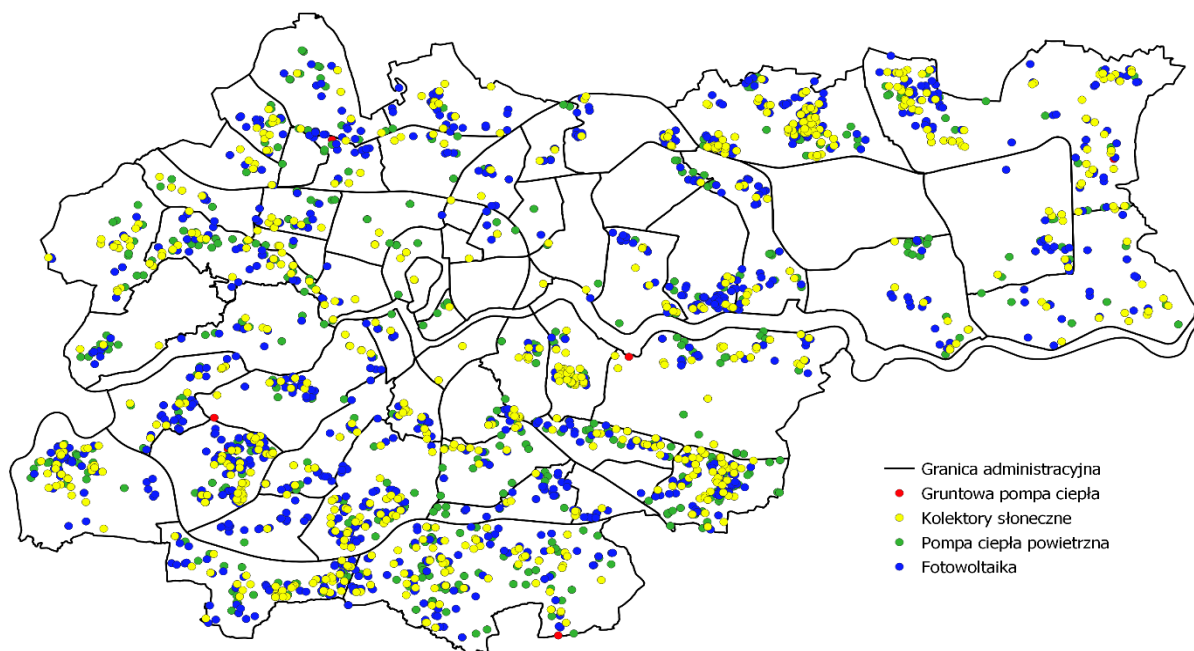 Granica administracyjna
Gruntowa pompa ciepła
Kolektory słoneczne
Pompa ciepła powietrzna
Fotowoltaika